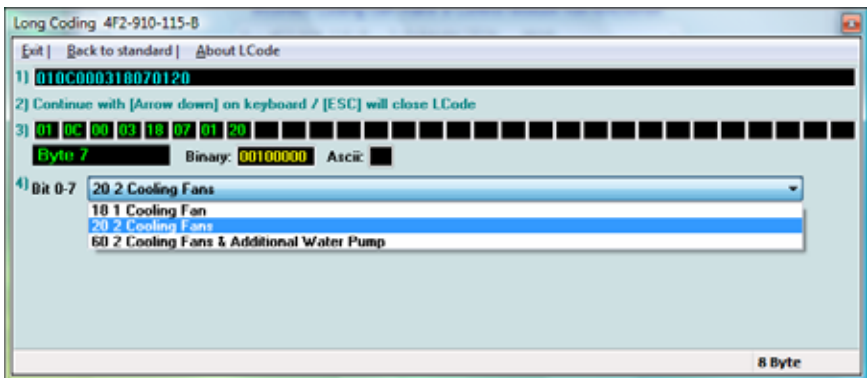 Long Coding 4F2-910-115-B
Exit | Back to standard | About LCode
1) 010C000318070120
2) Continue with [Arrow down] on keyboard / [ESC] will close LCode
3) 01 0C 00 03 18 07 01 20
Byte 7 Binary: 00100000 Ascii:
4) Bit 0-7 20 2 Cooling Fans
18 1 Cooling Fan
20 2 Cooling Fans
60 2 Cooling Fans & Additional Water Pump
8 Byte